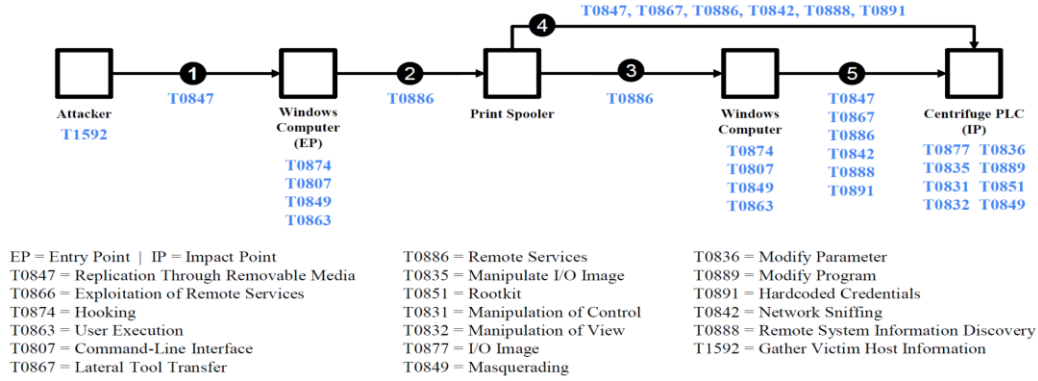 T0847, T0867, T0886, T0842, T0888, T0891
4
1
2
3
5
T0847
T0886
T0886
Attacker
T1592
Windows
Computer
(EP)
T0874
T0807
T0849
T0863
Print Spooler
Windows
Computer
T0874
T0807
T0849
T0863
T0847
T0867
T0886
T0842
T0888
T0891
Centrifuge PLC
(IP)
T0877 T0836
T0835 T0889
T0831 T0851
T0832 T0849
EP = Entry Point | IP = Impact Point
T0847 = Replication Through Removable Media
T0866 = Exploitation of Remote Services
T0874 = Hooking
T0863 = User Execution
T0807 = Command-Line Interface
T0867 = Lateral Tool Transfer
T0886 = Remote Services
T0835 = Manipulate I/O Image
T0851 = Rootkit
T0831 = Manipulation of Control
T0832 = Manipulation of View
T0877 = I/O Image
T0849 = Masquerading
T0836 = Modify Parameter
T0889 = Modify Program
T0891 = Hardcoded Credentials
T0842 = Network Sniffing
T0888 = Remote System Information Discovery
T1592 = Gather Victim Host Information